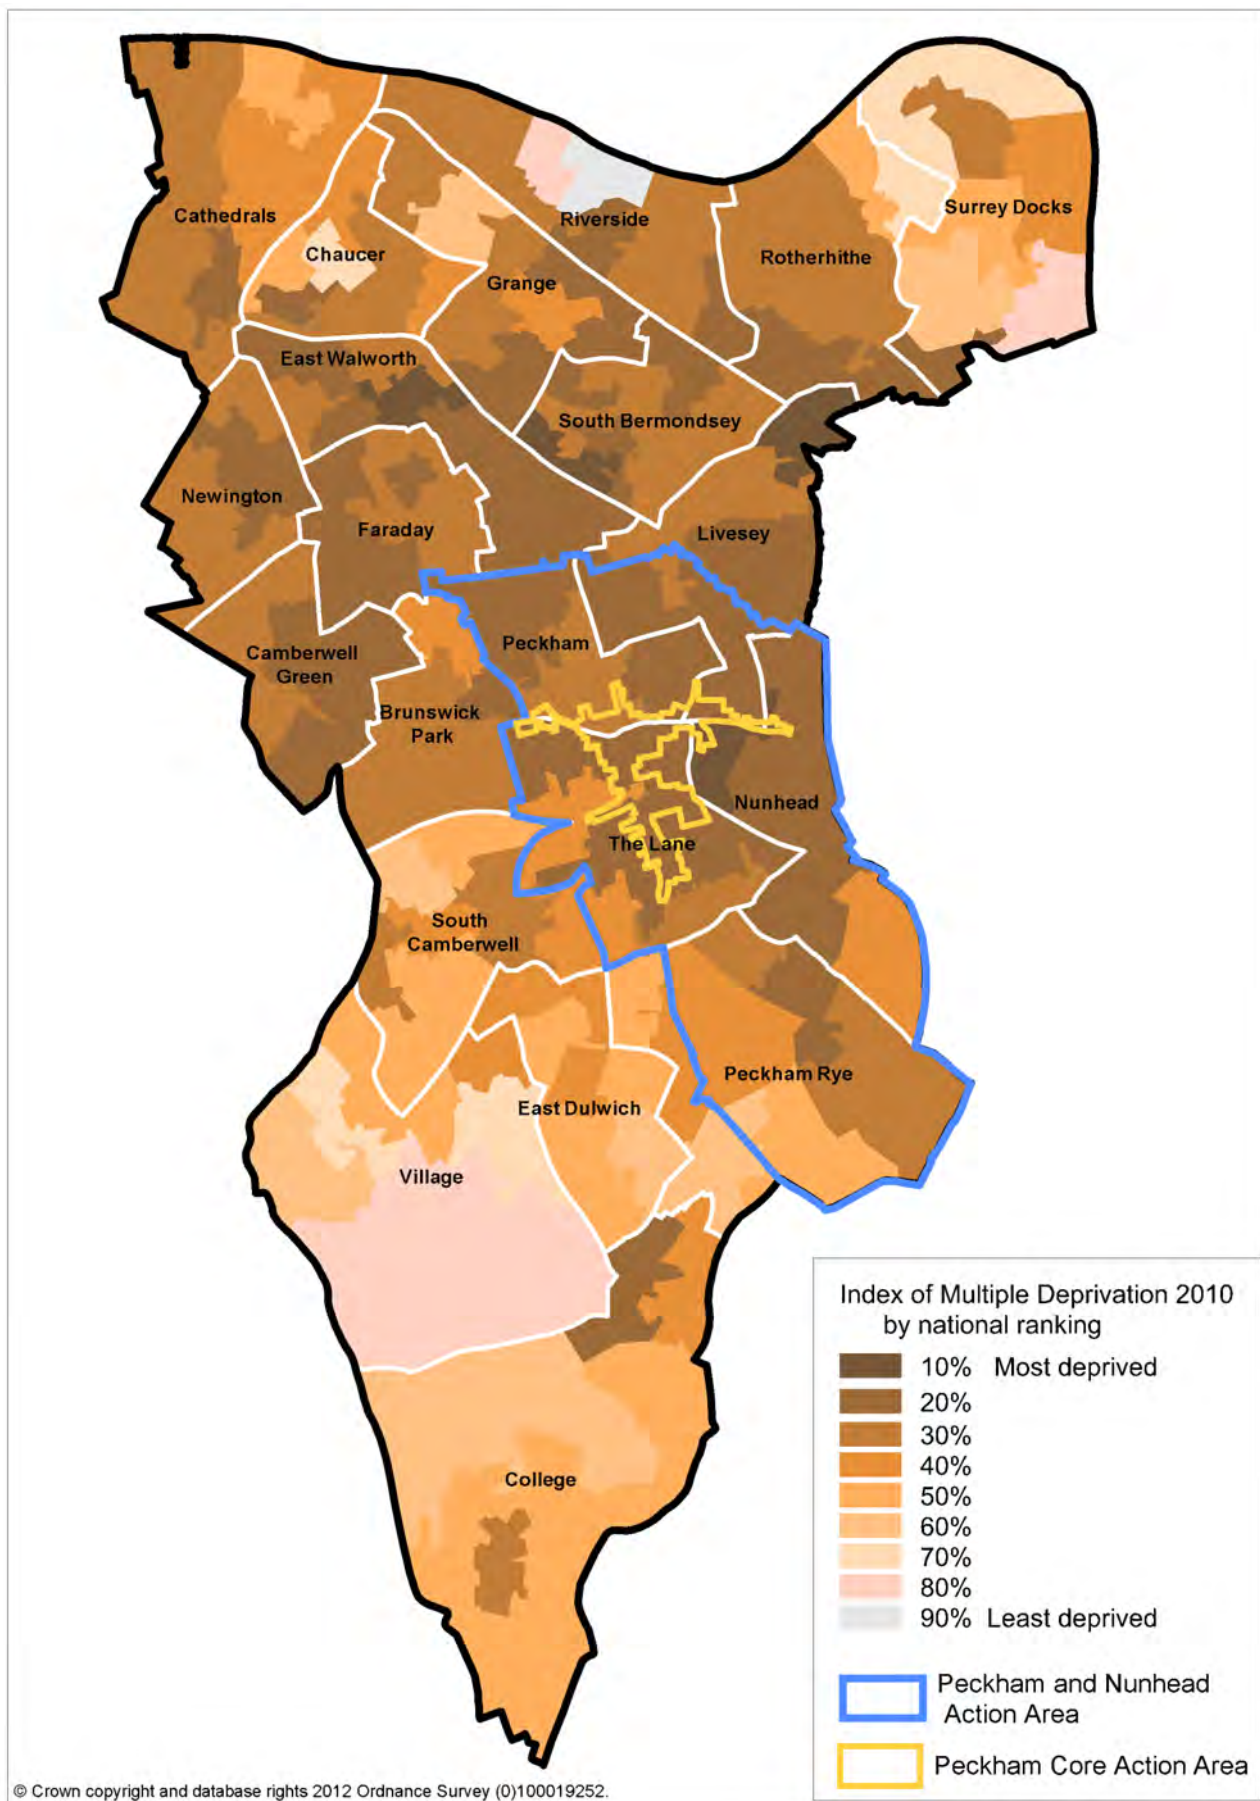 Cathedrals
Chaucer
Riverside
Surrey Docks
Rotherhithe
Grange
East Walworth
South Bermondsey
Newington
Faraday
Livesey
Peckham
Camberwell
Green
Brunswick
Park
Nunhead
The Lane
South
Camberwell
Peckham Rye
East Dulwich
Village
College
Index of Multiple Deprivation 2010
by national ranking
10% Most deprived
20%
30%
40%
50%
60%
70%
80%
90% Least deprived
Peckham and Nunhead
Action Area
Peckham Core Action Area
© Crown copyright and database rights 2012 Ordnance Survey (0)100019252.